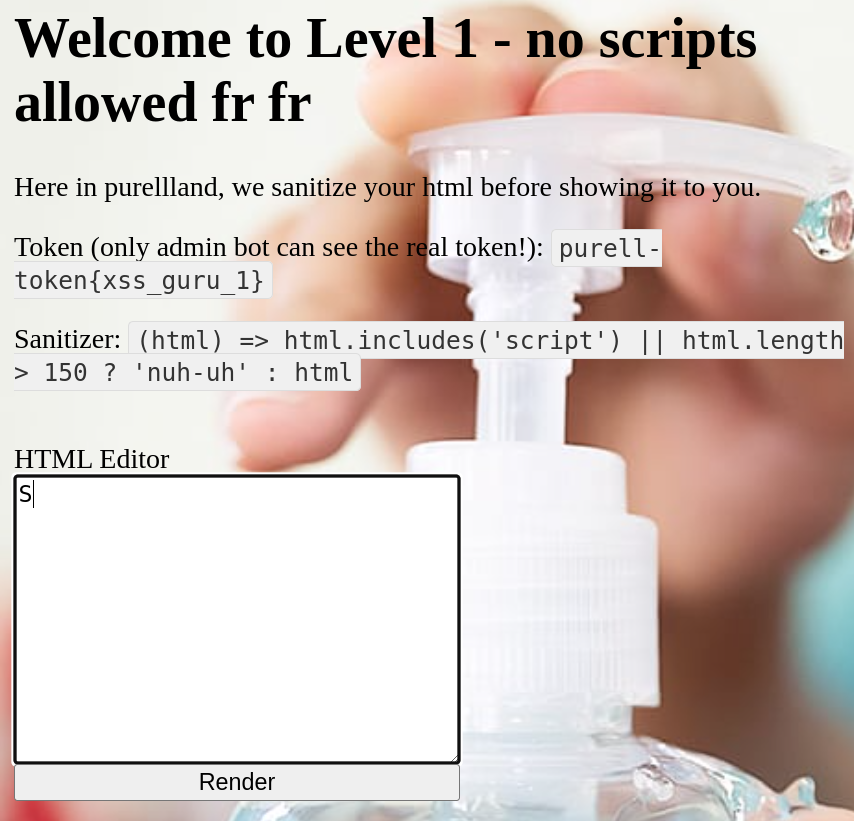 Welcome to Level 1 - no scripts
allowed fr fr
Here in purellland, we sanitize your html before showing it to you.
Token (only admin bot can see the real token!): purell-
token{xss_guru_1}
Sanitizer: (html) => html.includes('script') || html.length
> 150 ? 'nuh-uh' : html
HTML Editor
S
Render